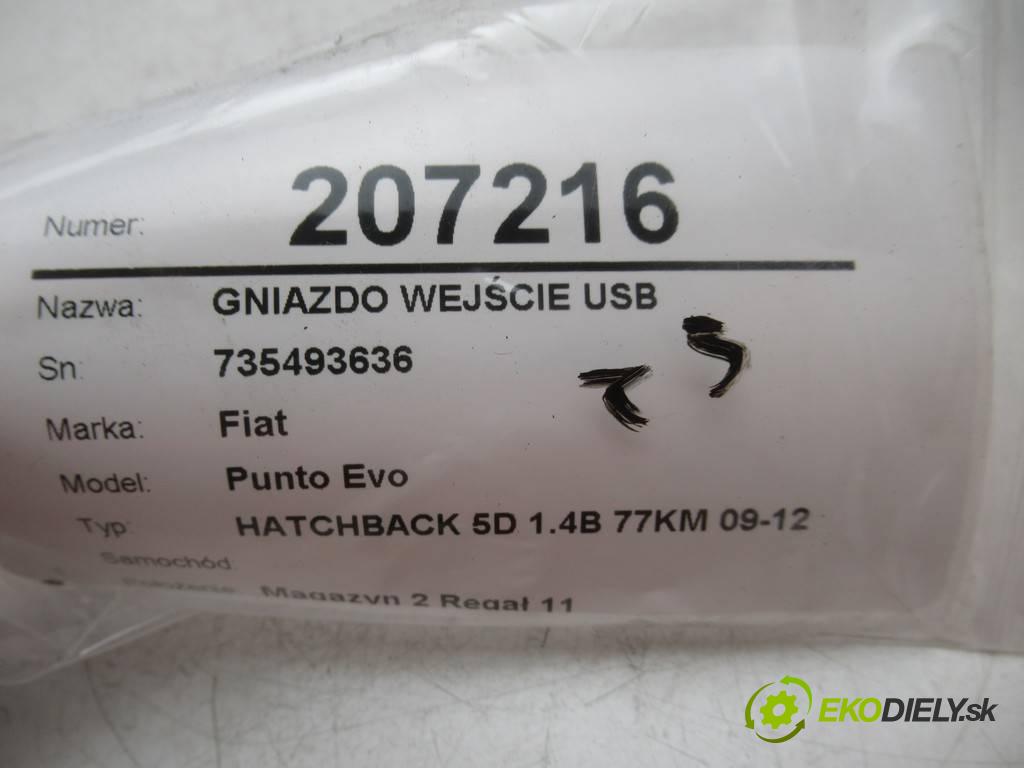 Numer: 207216
Nazwa: GNIAZDO WEJŚCIE USB
Sn: 735493636
Marka: Fiat
Model: Punto Evo
Typ: HATCHBACK 5D 1.4B 77KM 09-12
Samochód:
Położenie: Magazyn 2 Regał 11
EKODIELY.sk